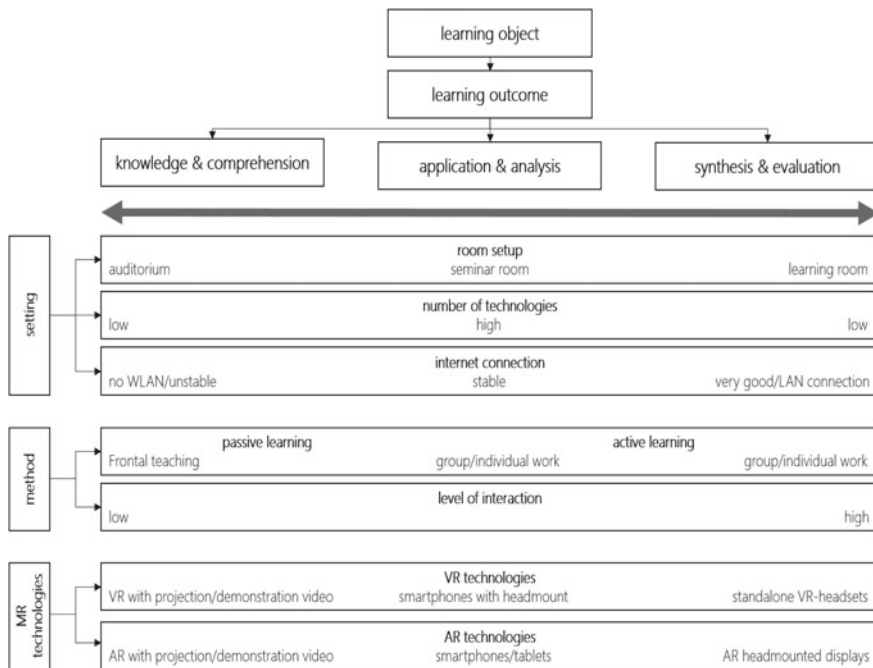 learning object
learning outcome
knowledge & comprehension application & analysis synthesis & evaluation
setting
room setup
auditorium seminar room learning room
number of technologies
low high low
internet connection
no WLAN/unstable stable very good/LAN connection
method
passive learning active learning
Frontal teaching group/individual work group/individual work
level of interaction
low high
MR
technologies
VR technologies
VR with projection/demonstration video smartphones with headmount standalone VR-headsets
AR technologies
AR with projection/demonstration video smartphones/tablets AR headmounted displays